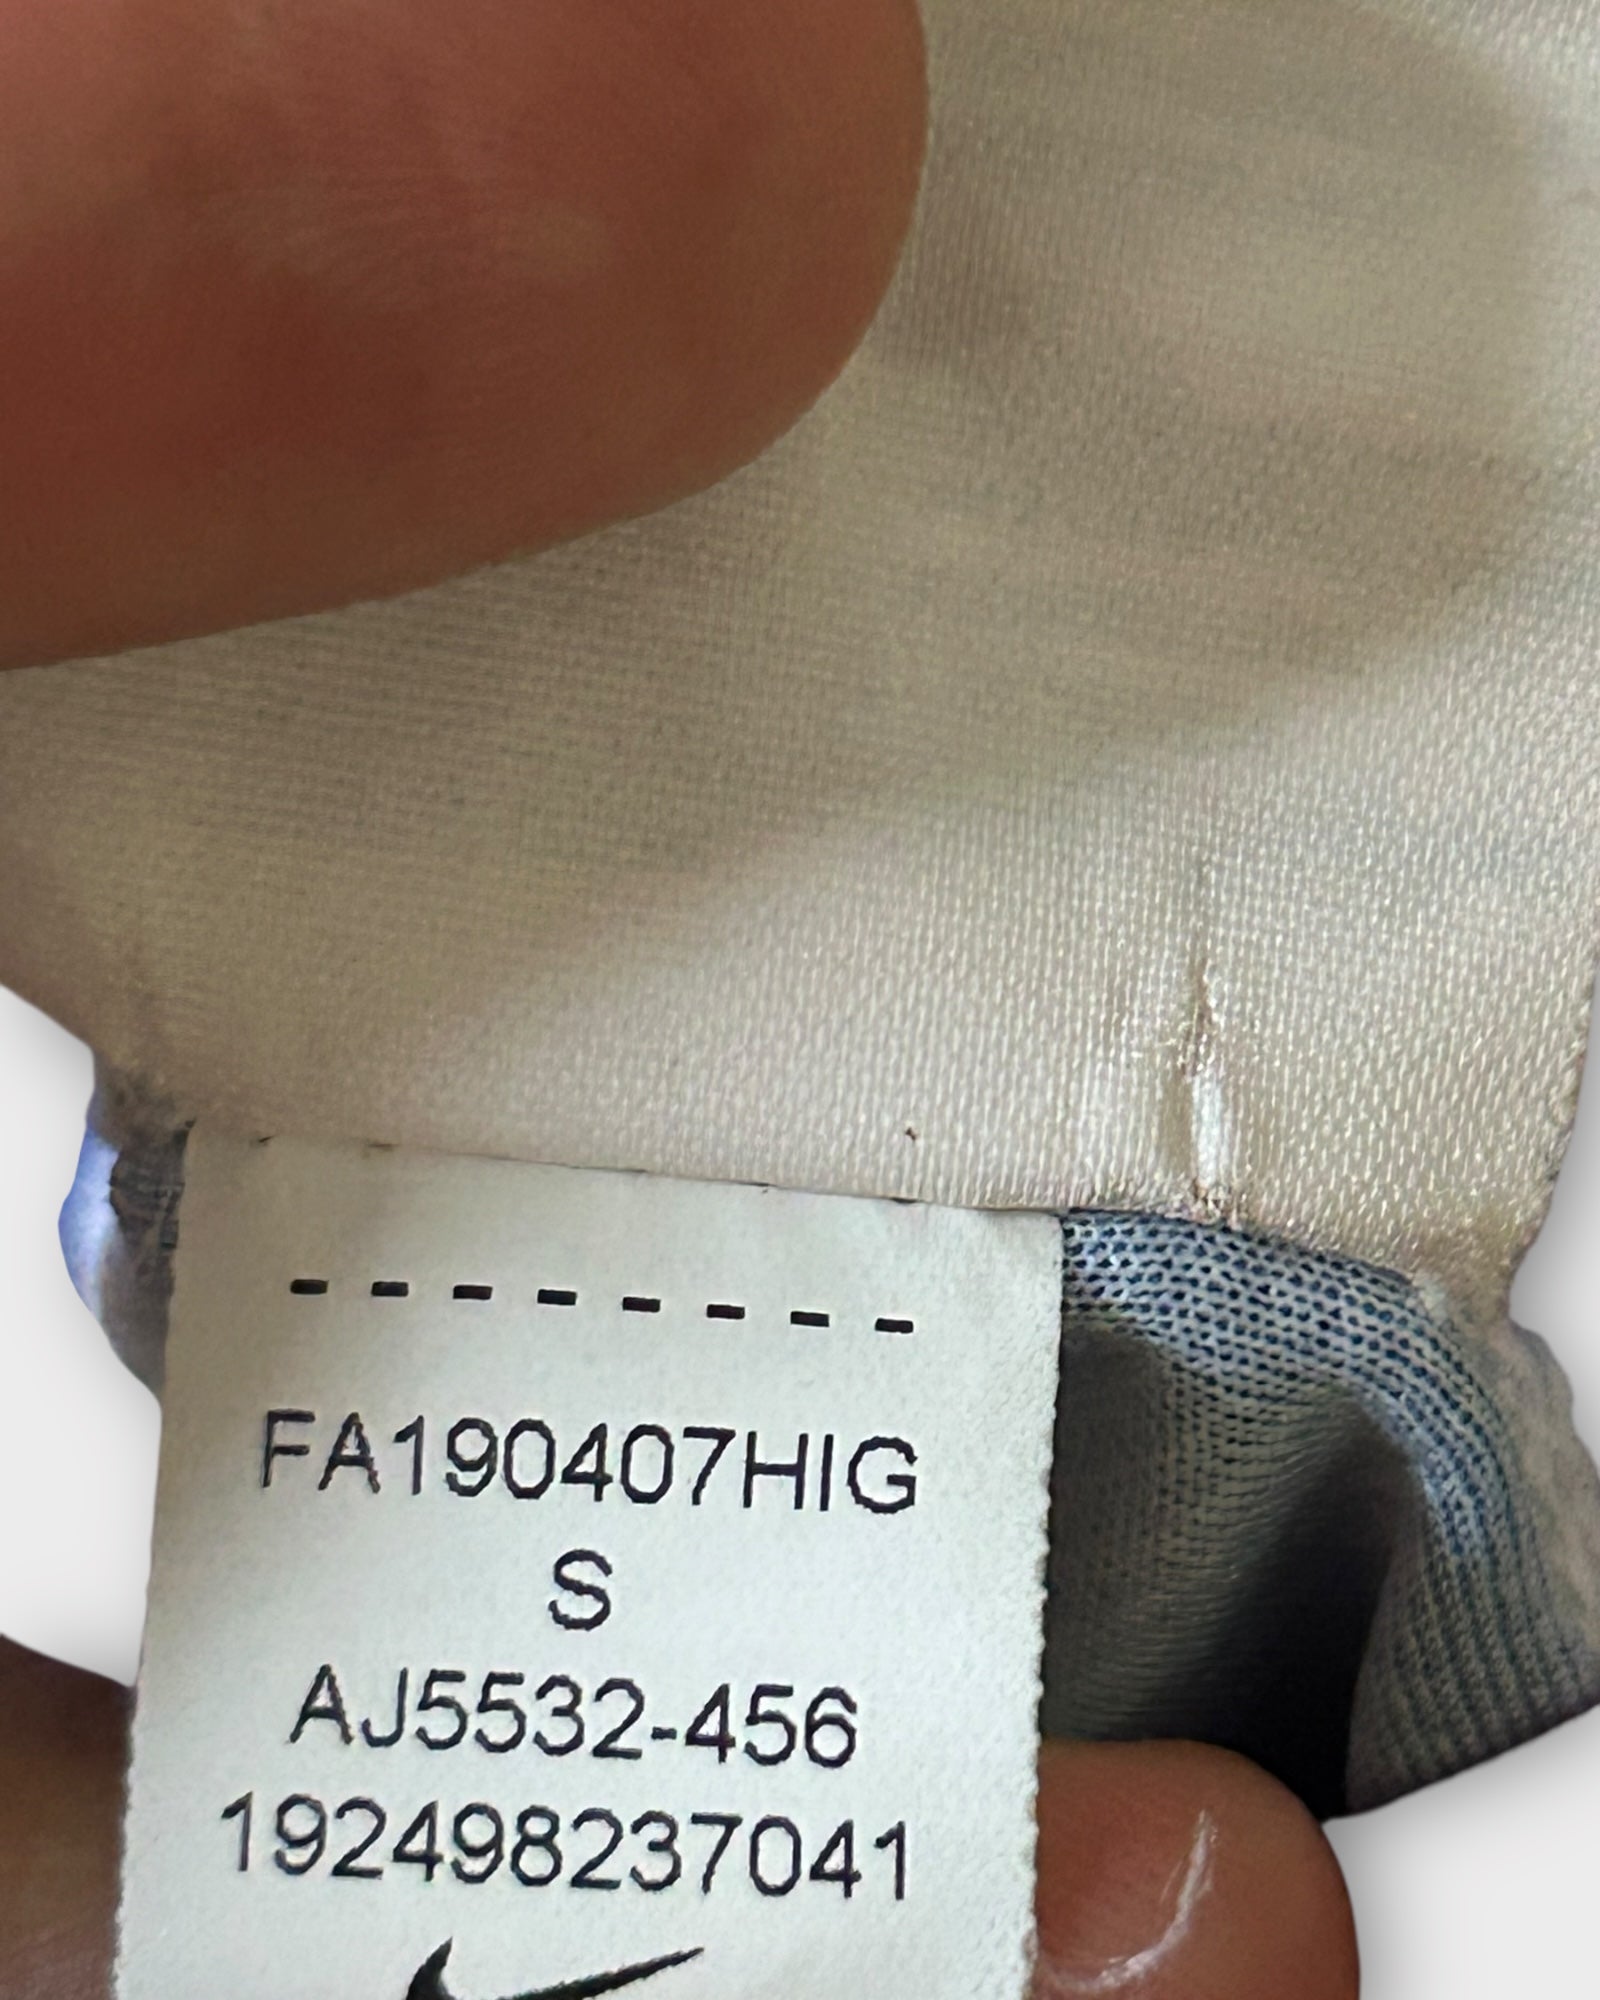 --------
FA190407HIG
S
AJ5532-456
192498237041